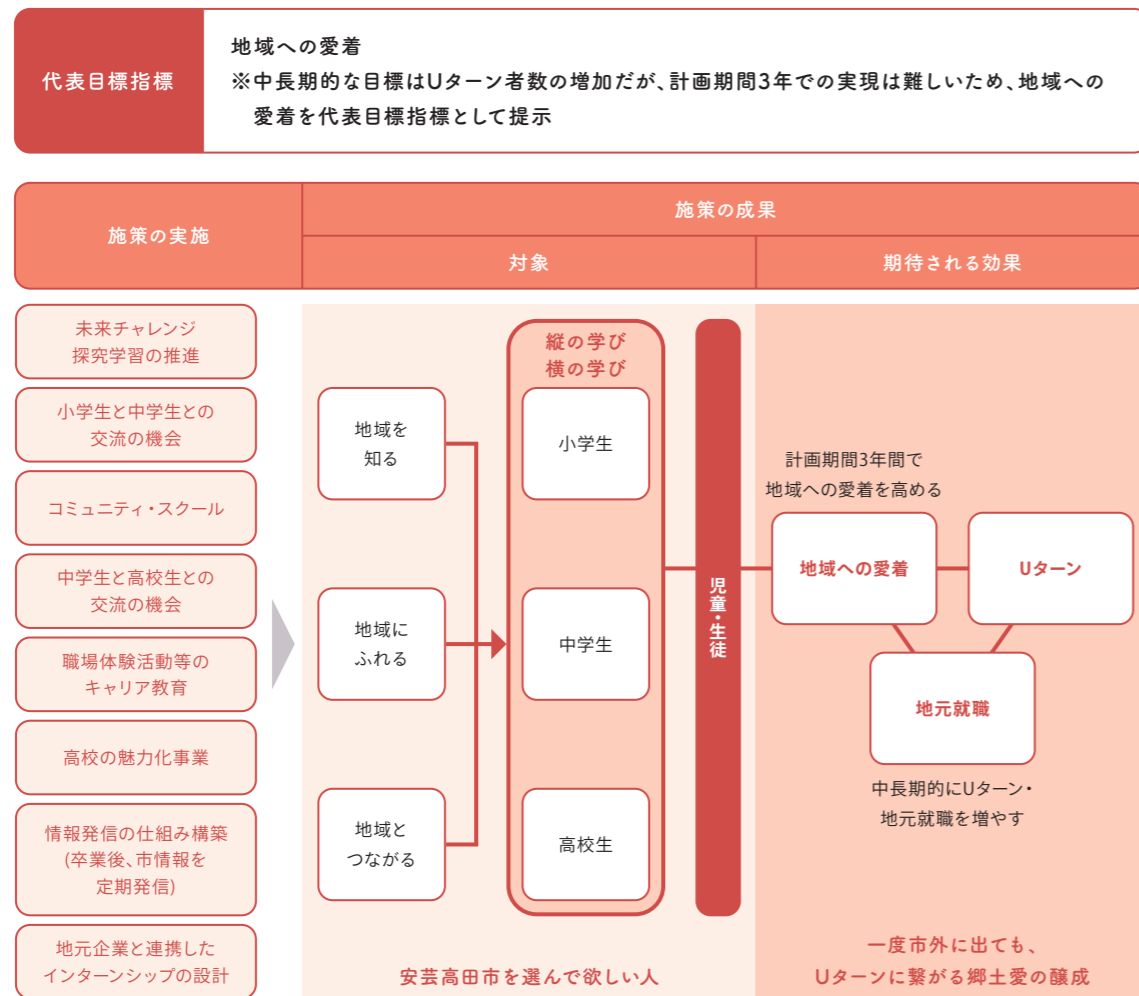 代表目標指標
地域への愛着
※中長期的な目標はUターン者数の増加だが、計画期間3年での実現は難しいため、地域への
愛着を代表目標指標として提示
施策の実施
施策の成果
対象
期待される効果
未来チャレンジ
探究学習の推進
小学生と中学生との
交流の機会
コミュニティ・スクール
中学生と高校生との
交流の機会
職場体験活動等の
キャリア教育
高校の魅力化事業
情報発信の仕組み構築
(卒業後、市情報を
定期発信)
地元企業と連携した
インターンシップの設計
地域を
知る
地域に
ふれる
地域と
つながる
縦の学び
横の学び
小学生
中学生
高校生
児童・生徒
安芸高田市を選んで欲しい人
計画期間3年間で
地域への愛着を高める
地域への愛着
Uターン
地元就職
中長期的にUターン・
地元就職を増やす
一度市外に出ても、
Uターンに繋がる郷土愛の醸成